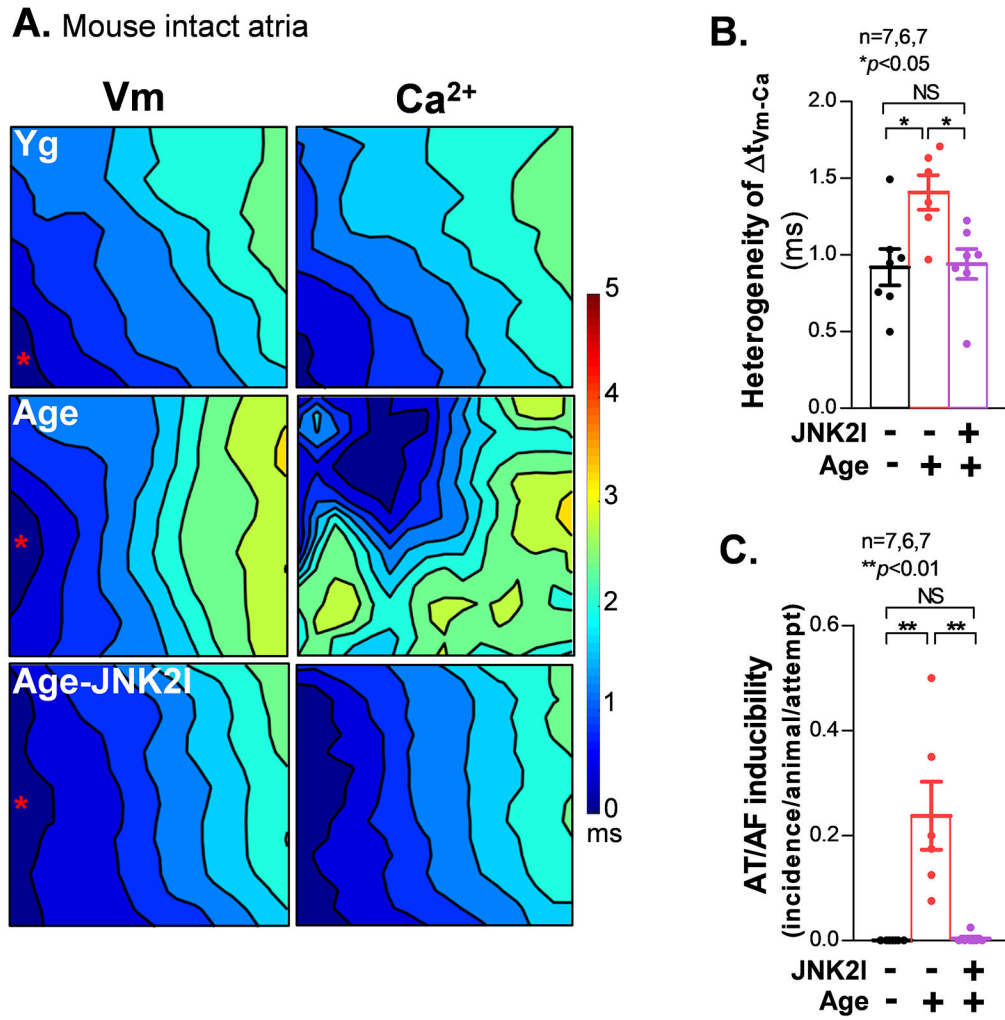 A. Mouse intact atria
Vm
Ca²⁺
Yg
*
Age
*
Age-JNK2I
*
5
4
3
2
1
0
ms
B.
n=7,6,7
*p<0.05
NS
* *
Heterogeneity of ΔtVm-Ca
(ms)
2.0
1.5
1.0
0.5
0.0
JNK2I - - +
Age - + +
C.
n=7,6,7
**p<0.01
NS
** **
AT/AF inducibility
(incidence/animal/attempt)
0.6
0.4
0.2
0.0
JNK2I - - +
Age - + +